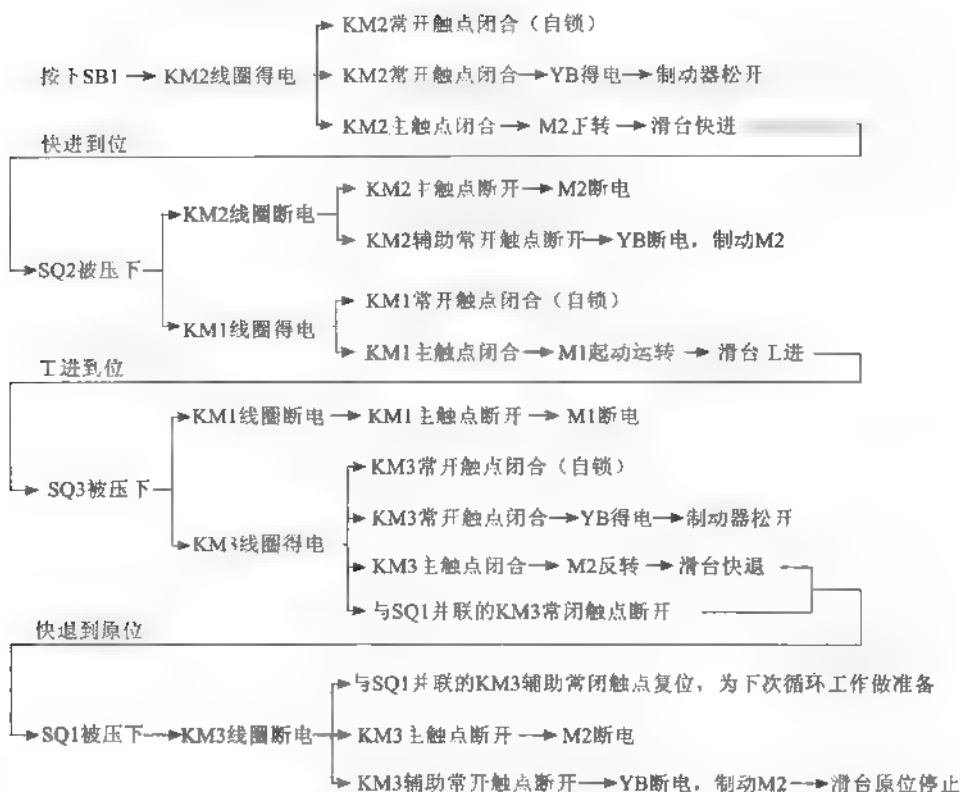 KM2常开触点闭合（自锁）
按下SB1 → KM2线圈得电 KM2常开触点闭合→YB得电→制动器松开
KM2主触点闭合→ M2正转 →滑台快进
快进到位
KM2主触点断开→M2断电
KM2线圈断电
KM2辅助常开触点断开→YB断电，制动M2
SQ2被压下
KM1常开触点闭合（自锁）
KM1线圈得电
KM1主触点闭合→M1起动运转→ 滑台工进
工进到位
KM1线圈断电→KM1主触点断开→M1断电
KM3常开触点闭合（自锁）
SQ3被压下
KM3常开触点闭合→YB得电→制动器松开
KM3线圈得电
KM3主触点闭合→ M2反转 →滑台快退
与SQ1并联的KM3常闭触点断开
快退到原位
与SQ1并联的KM3辅助常闭触点复位，为下次循环工作做准备
SQ1被压下→KM3线圈断电 KM3主触点断开→M2断电
KM3辅助常开触点断开→YB断电，制动M2→滑台原位停止